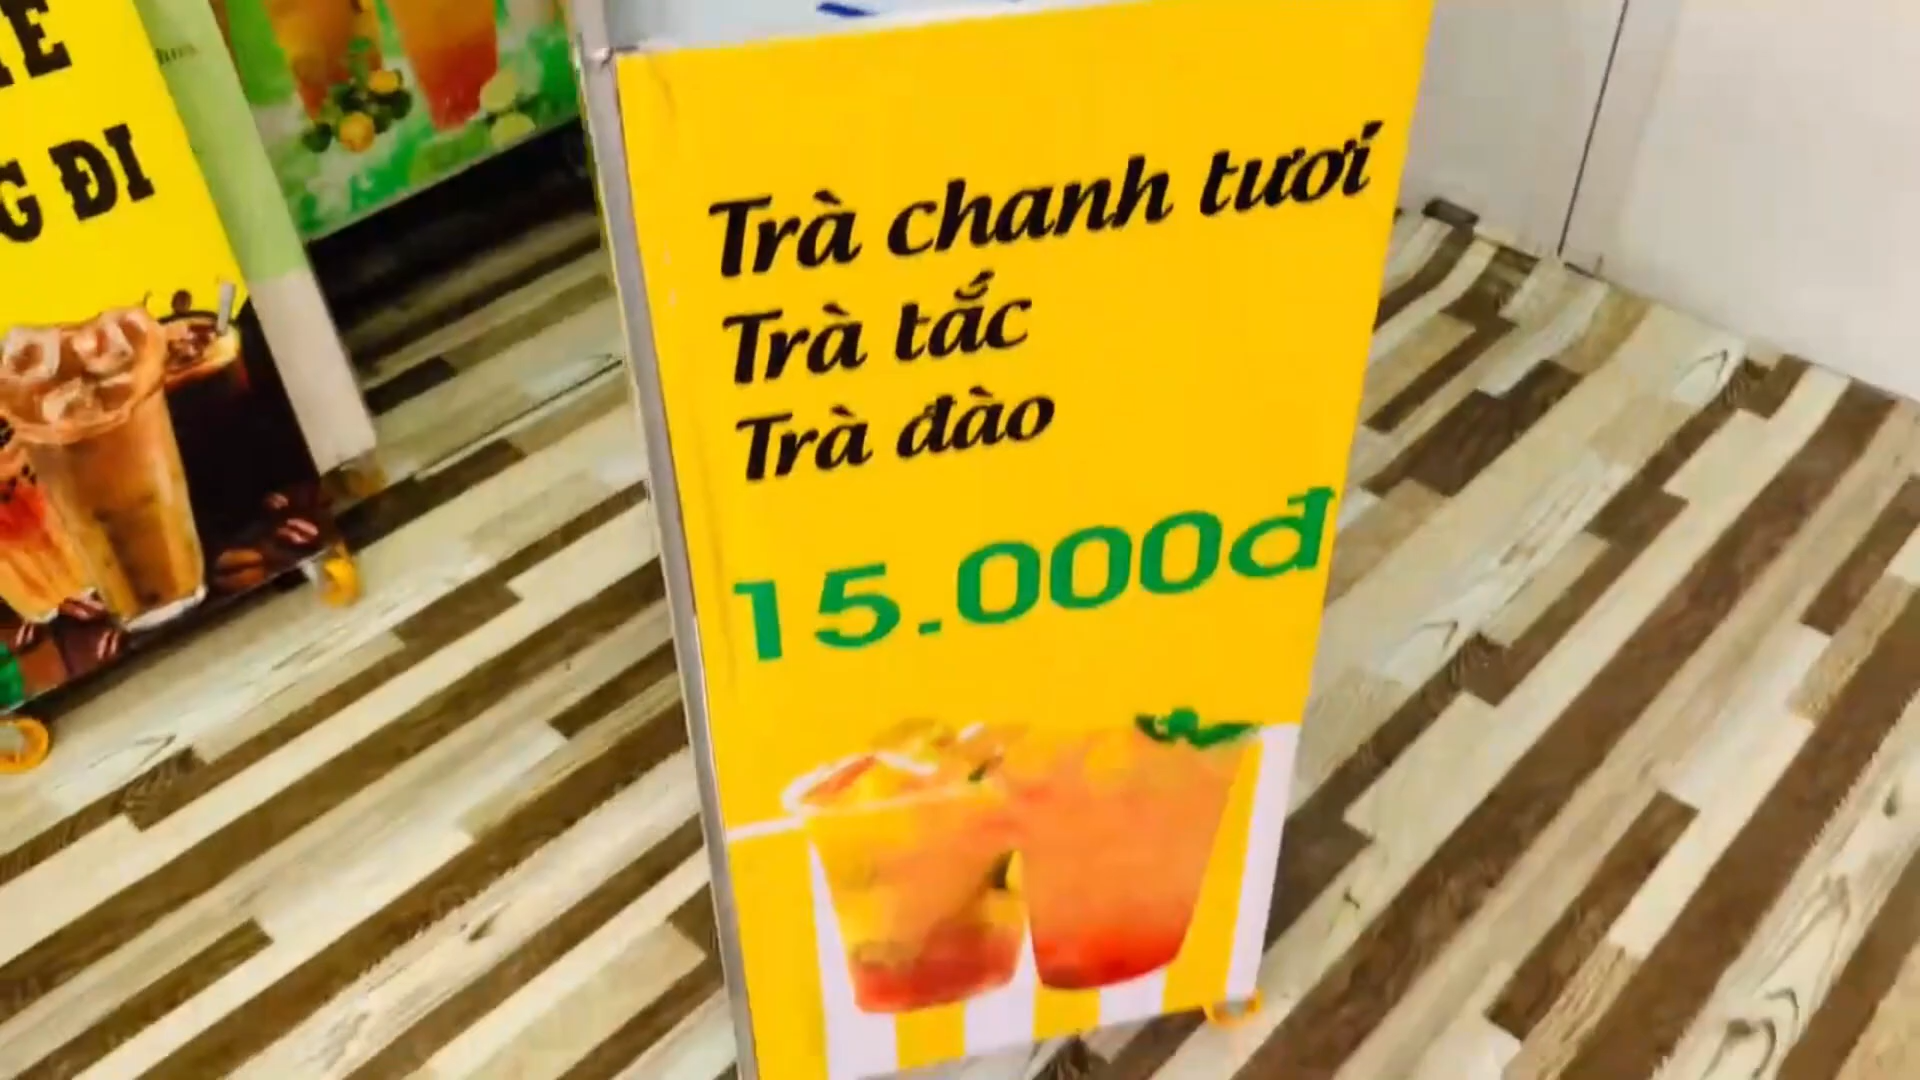 G ĐI
Trà chanh tươi
Trà tắc
Trà đào
15.000đ